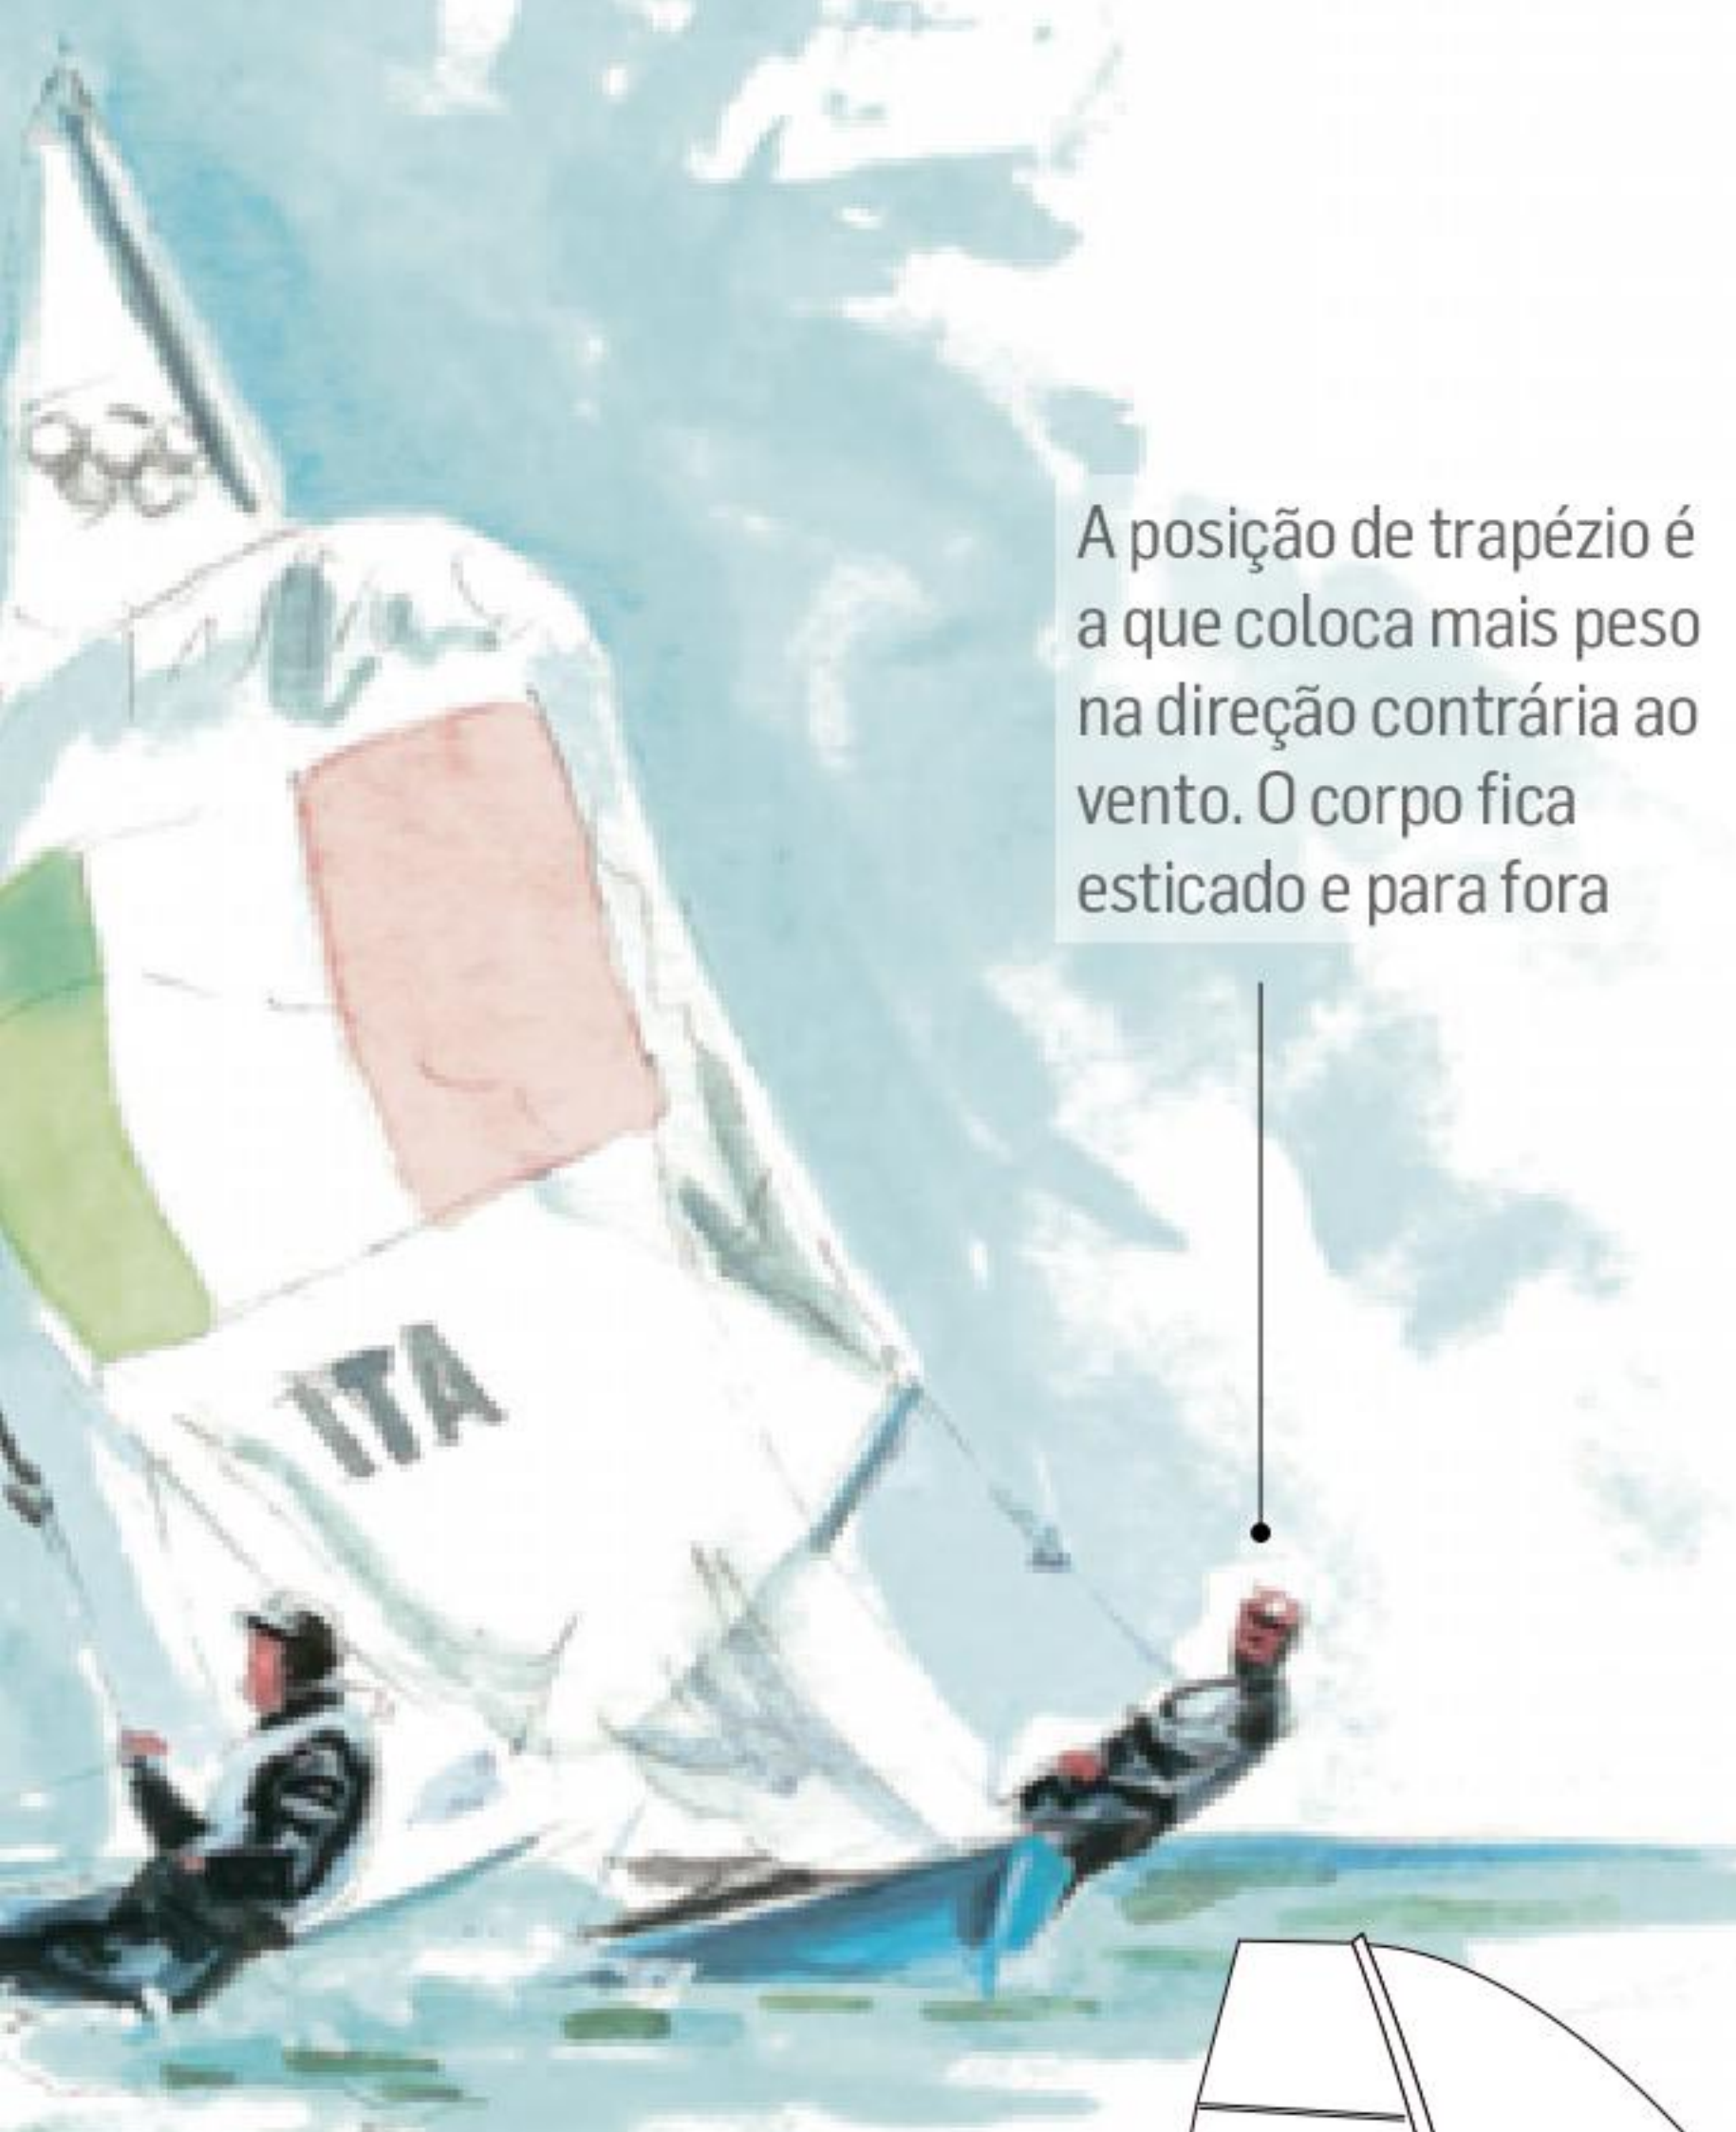 A posição de trapézio é
a que coloca mais peso
na direção contrária ao
vento. O corpo fica
esticado e para fora
ITA